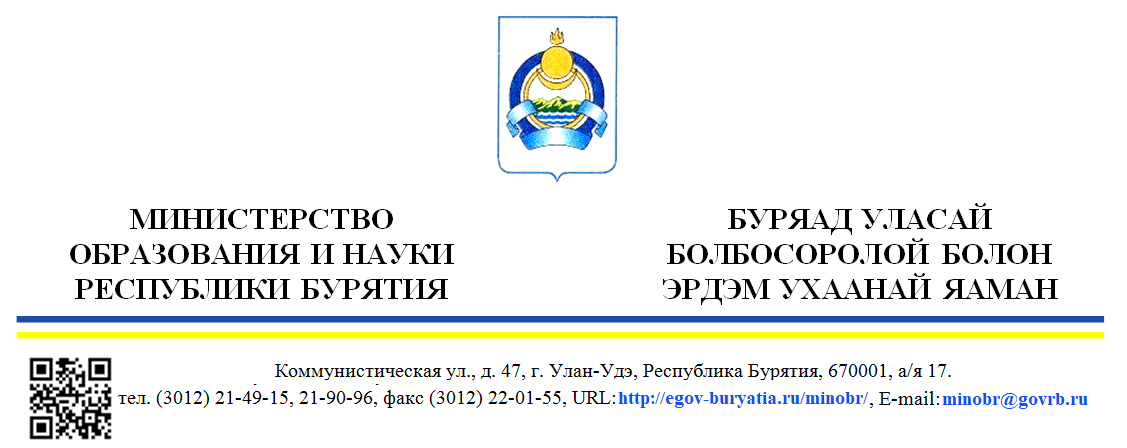 МИНИСТЕРСТВО
ОБРАЗОВАНИЯ И НАУКИ
РЕСПУБЛИКИ БУРЯТИЯ
БУРЯАД УЛАСАЙ
БОЛБОСОРОЛОЙ БОЛОН
ЭРДЭМ УХААНАЙ ЯАМАН
Коммунистическая ул., д. 47, г. Улан-Удэ, Республика Бурятия, 670001, а/я 17.
тел. (3012) 21-49-15, 21-90-96, факс (3012) 22-01-55, URL:http://egov-buryatia.ru/minobr/, E-mail:minobr@govrb.ru